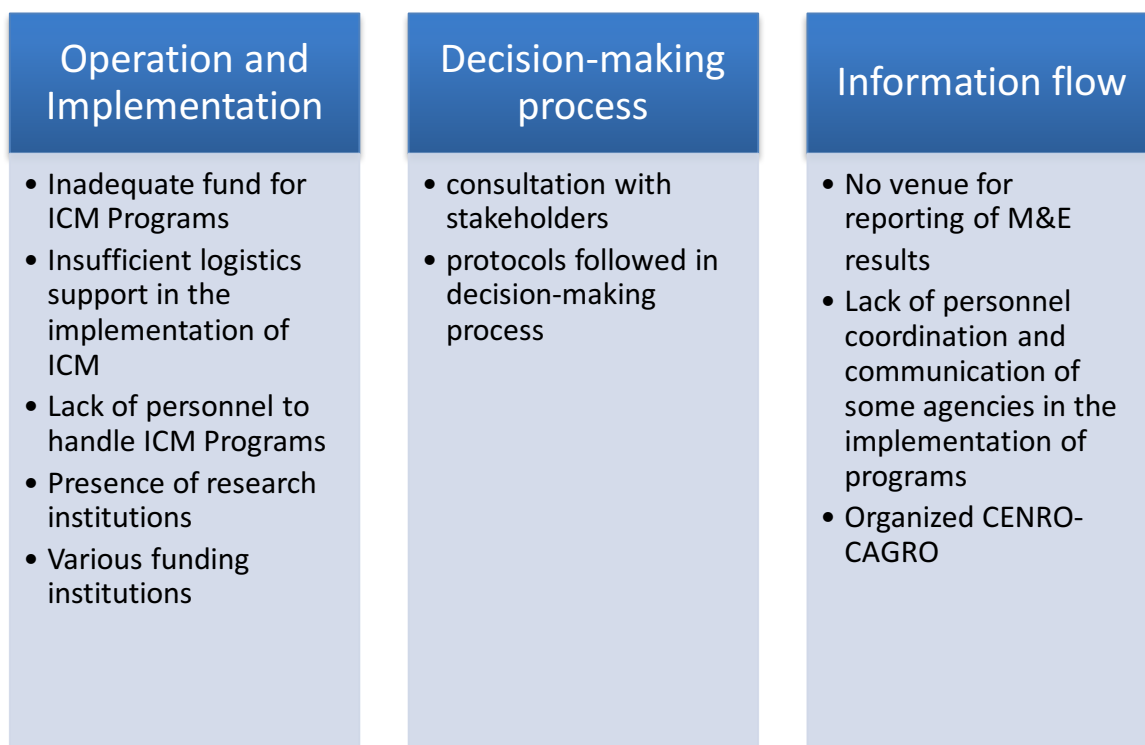 Operation and
Implementation
• Inadequate fund for
ICM Programs
• Insufficient logistics
support in the
implementation of
ICM
• Lack of personnel to
handle ICM Programs
• Presence of research
institutions
• Various funding
institutions
Decision-making
process
• consultation with
stakeholders
• protocols followed in
decision-making
process
Information flow
• No venue for
reporting of M&E
results
• Lack of personnel
coordination and
communication of
some agencies in the
implementation of
programs
• Organized CENRO-
CAGRO